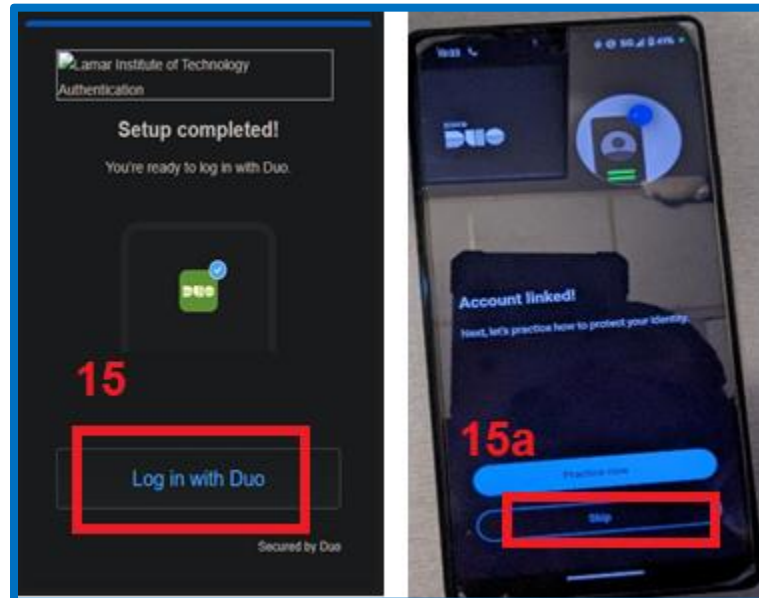 Lamar Institute of Technology
Authentication
Setup completed!
You're ready to log in with Duo.
DUO
15
Log in with Duo
Secured by Duo
DUO
Account linked!
Next, let's practice how to protect your identity.
15a
Practice now
Skip